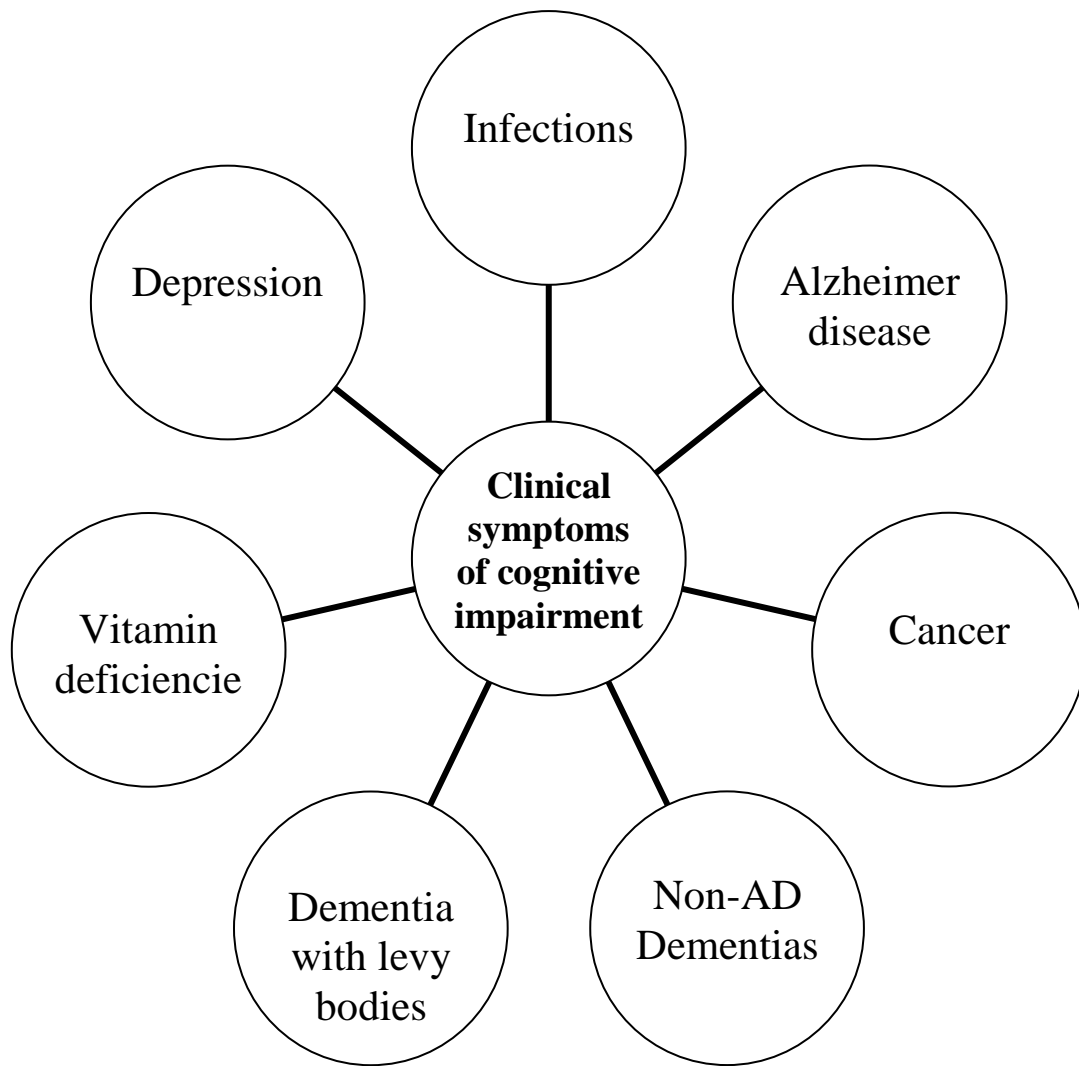 Infections
Depression
Alzheimer
disease
Clinical
symptoms
of cognitive
impairment
Vitamin
deficiencie
Cancer
Dementia
with levy
bodies
Non-AD
Dementias